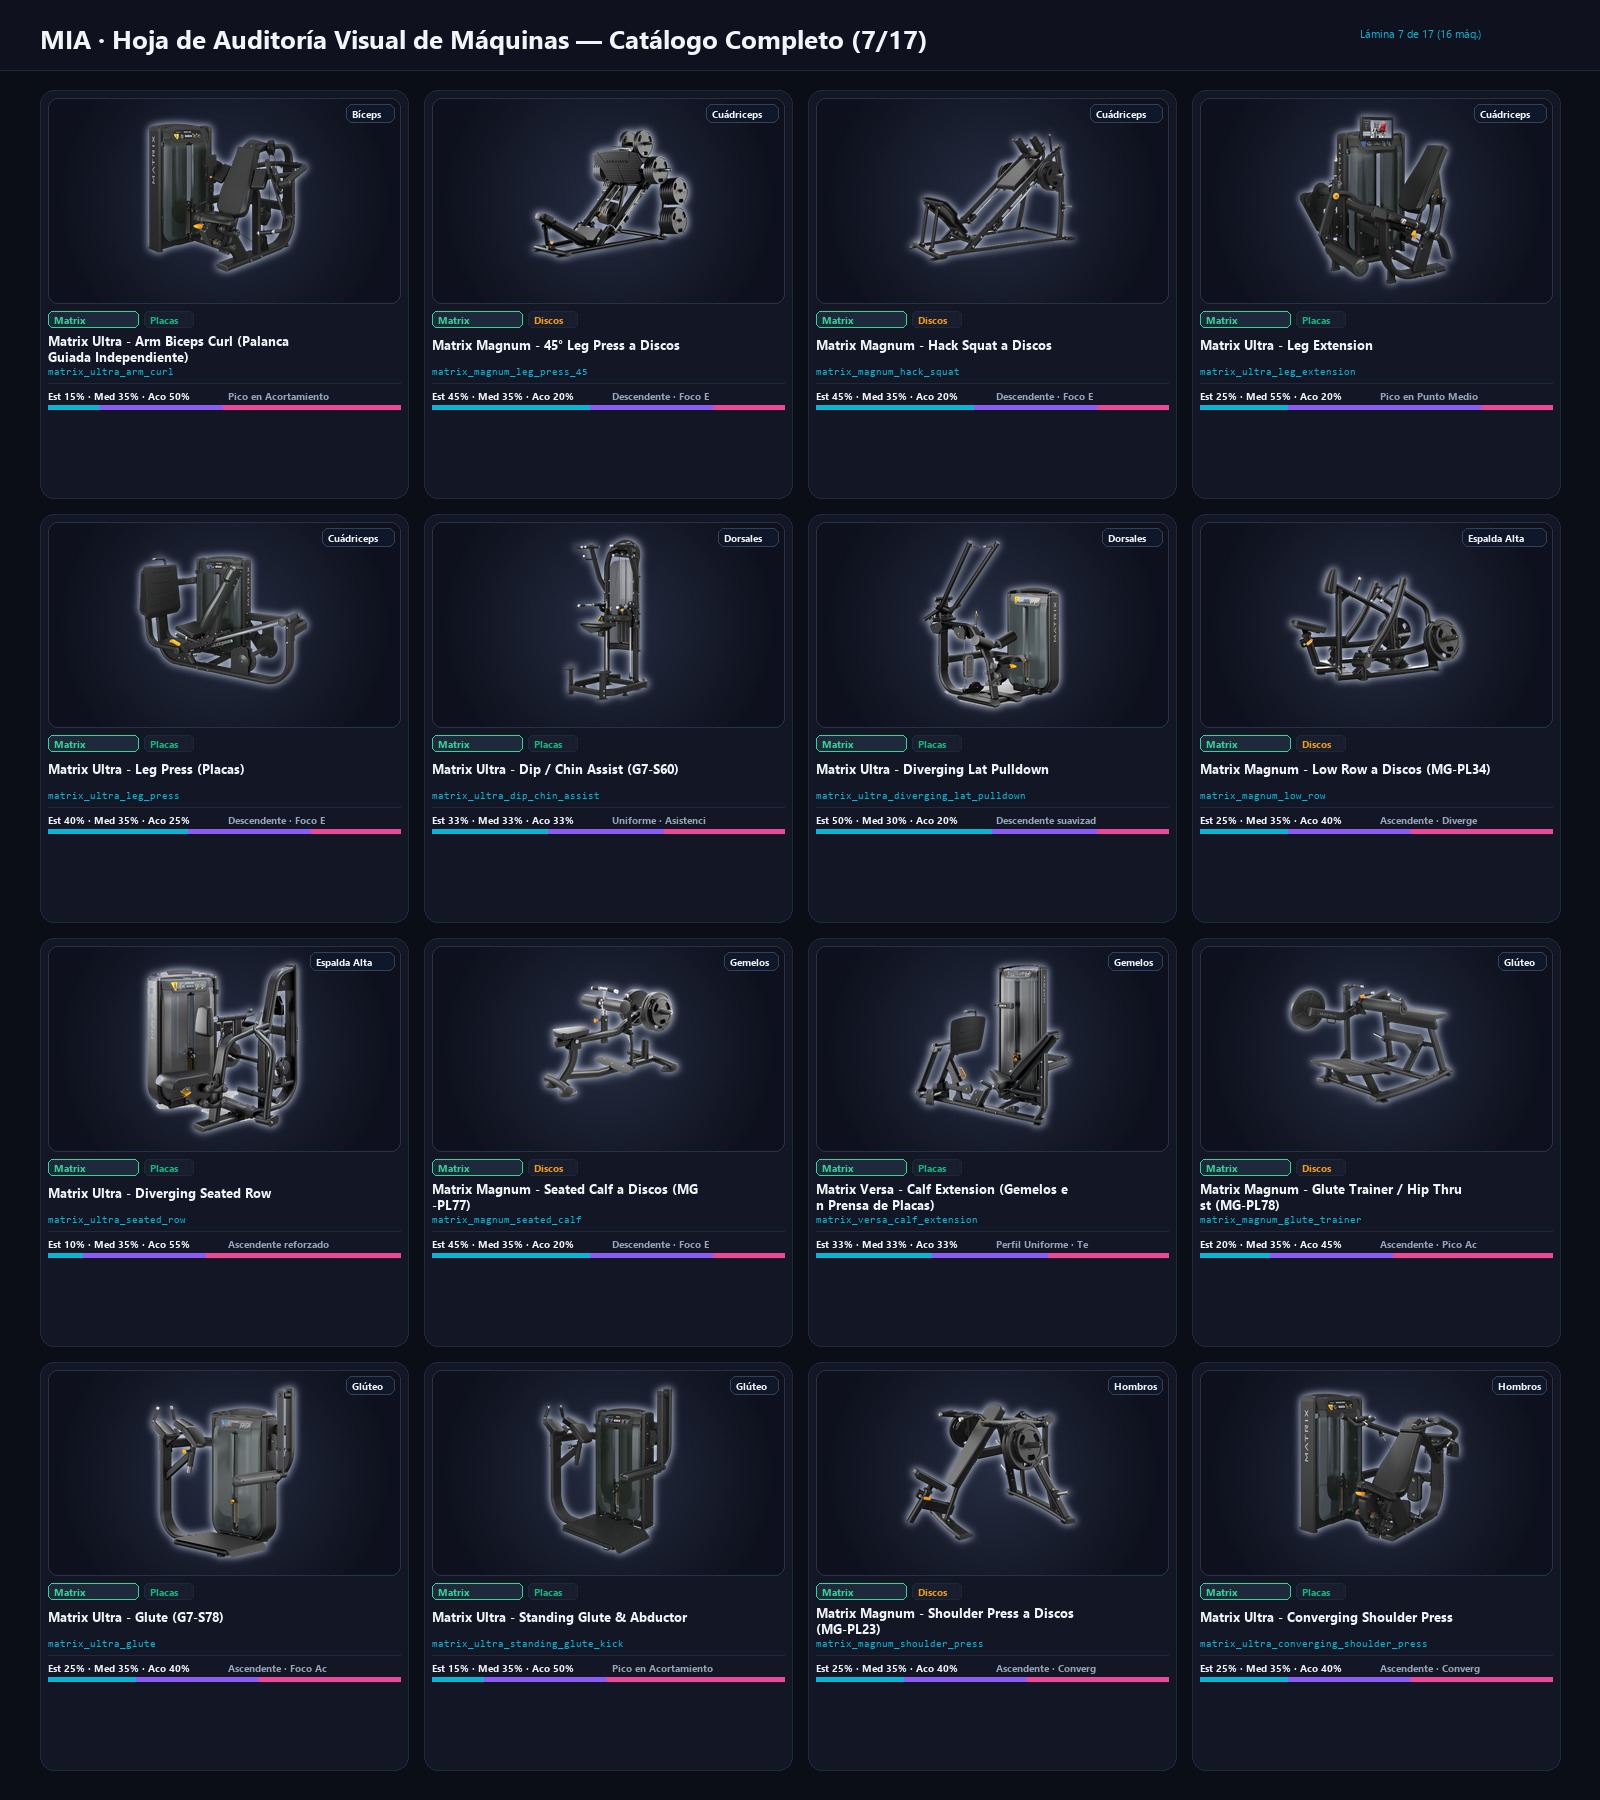 MIA · Hoja de Auditoría Visual de Máquinas — Catálogo Completo (7/17)
Lámina 7 de 17 (16 máq.)
Bíceps
MATRIX
Matrix
Placas
Matrix Ultra - Arm Biceps Curl (Palanca
Guiada Independiente)
matrix_ultra_arm_curl
Est 15% · Med 35% · Aco 50%
Pico en Acortamiento
Cuádriceps
Matrix
Discos
Matrix Magnum - 45° Leg Press a Discos
matrix_magnum_leg_press_45
Est 45% · Med 35% · Aco 20%
Descendente · Foco E
Cuádriceps
Matrix
Discos
Matrix Magnum - Hack Squat a Discos
matrix_magnum_hack_squat
Est 45% · Med 35% · Aco 20%
Descendente · Foco E
Cuádriceps
Matrix
Placas
Matrix Ultra - Leg Extension
matrix_ultra_leg_extension
Est 25% · Med 55% · Aco 20%
Pico en Punto Medio
Cuádriceps
Matrix
Placas
Matrix Ultra - Leg Press (Placas)
matrix_ultra_leg_press
Est 40% · Med 35% · Aco 25%
Descendente · Foco E
Dorsales
Matrix
Placas
Matrix Ultra - Dip / Chin Assist (G7-S60)
matrix_ultra_dip_chin_assist
Est 33% · Med 33% · Aco 33%
Uniforme · Asistenci
Dorsales
MATRIX
Matrix
Placas
Matrix Ultra - Diverging Lat Pulldown
matrix_ultra_diverging_lat_pulldown
Est 50% · Med 30% · Aco 20%
Descendente suavizad
Espalda Alta
Matrix
Discos
Matrix Magnum - Low Row a Discos (MG-PL34)
matrix_magnum_low_row
Est 25% · Med 35% · Aco 40%
Ascendente · Diverge
Espalda Alta
Matrix
Placas
Matrix Ultra - Diverging Seated Row
matrix_ultra_seated_row
Est 10% · Med 35% · Aco 55%
Ascendente reforzado
Gemelos
Matrix
Discos
Matrix Magnum - Seated Calf a Discos (MG
-PL77)
matrix_magnum_seated_calf
Est 45% · Med 35% · Aco 20%
Descendente · Foco E
Gemelos
Matrix
Placas
Matrix Versa - Calf Extension (Gemelos e
n Prensa de Placas)
matrix_versa_calf_extension
Est 33% · Med 33% · Aco 33%
Perfil Uniforme · Te
Glúteo
Matrix
Discos
Matrix Magnum - Glute Trainer / Hip Thru
st (MG-PL78)
matrix_magnum_glute_trainer
Est 20% · Med 35% · Aco 45%
Ascendente · Pico Ac
Glúteo
Matrix
Placas
Matrix Ultra - Glute (G7-S78)
matrix_ultra_glute
Est 25% · Med 35% · Aco 40%
Ascendente · Foco Ac
Glúteo
Matrix
Placas
Matrix Ultra - Standing Glute & Abductor
matrix_ultra_standing_glute_kick
Est 15% · Med 35% · Aco 50%
Pico en Acortamiento
Hombros
Matrix
Discos
Matrix Magnum - Shoulder Press a Discos
(MG-PL23)
matrix_magnum_shoulder_press
Est 25% · Med 35% · Aco 40%
Ascendente · Converg
Hombros
MATRIX
Matrix
Placas
Matrix Ultra - Converging Shoulder Press
matrix_ultra_converging_shoulder_press
Est 25% · Med 35% · Aco 40%
Ascendente · Converg